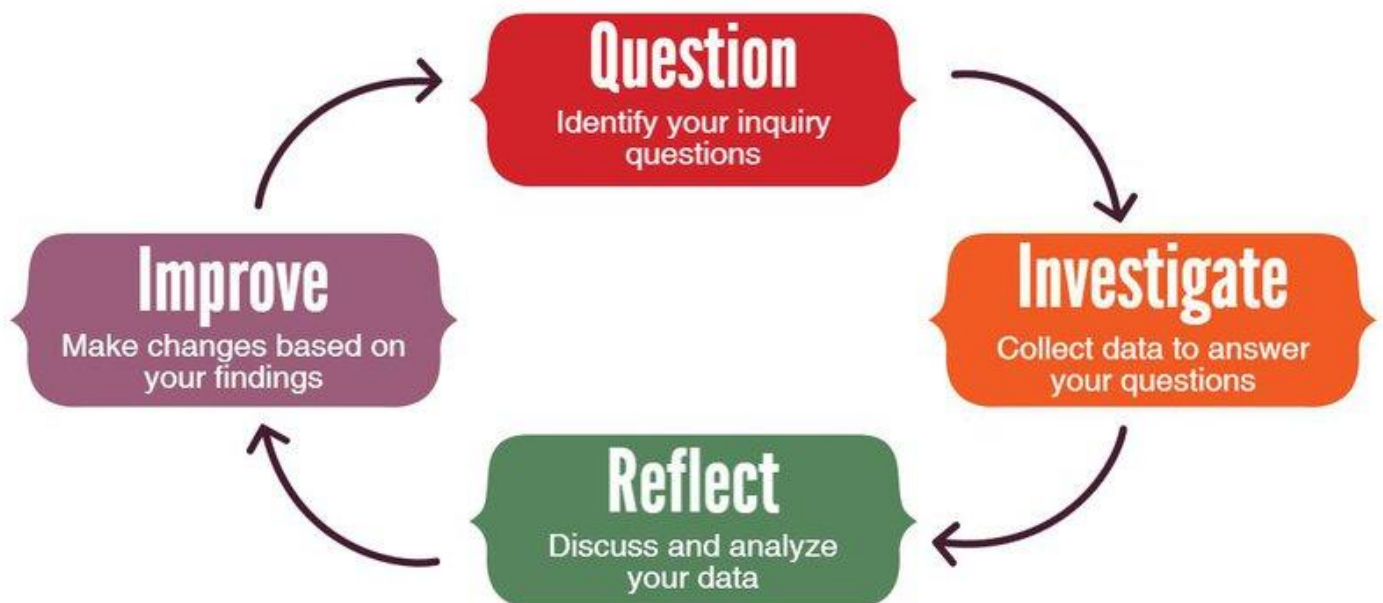 Question
Identify your inquiry
questions
Investigate
Collect data to answer
your questions
Reflect
Discuss and analyze
your data
Improve
Make changes based on
your findings